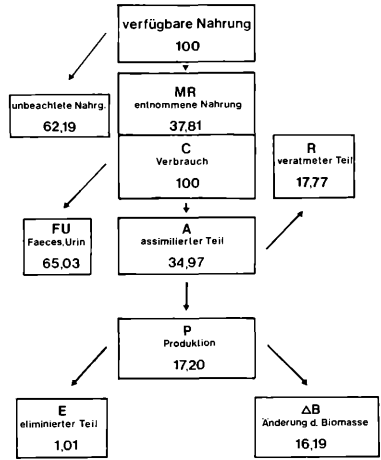 verfügbare Nahrung
100
unbeachtete Nahrg.
62,19
MR
entnommene Nahrung
37,81
C
Verbrauch
100
R
veratmeter Teil
17,77
FU
Faeces,Urin
65,03
A
assimilierter Teil
34,97
P
Produktion
17,20
E
eliminierter Teil
1,01
ΔB
Änderung d. Biomasse
16,19